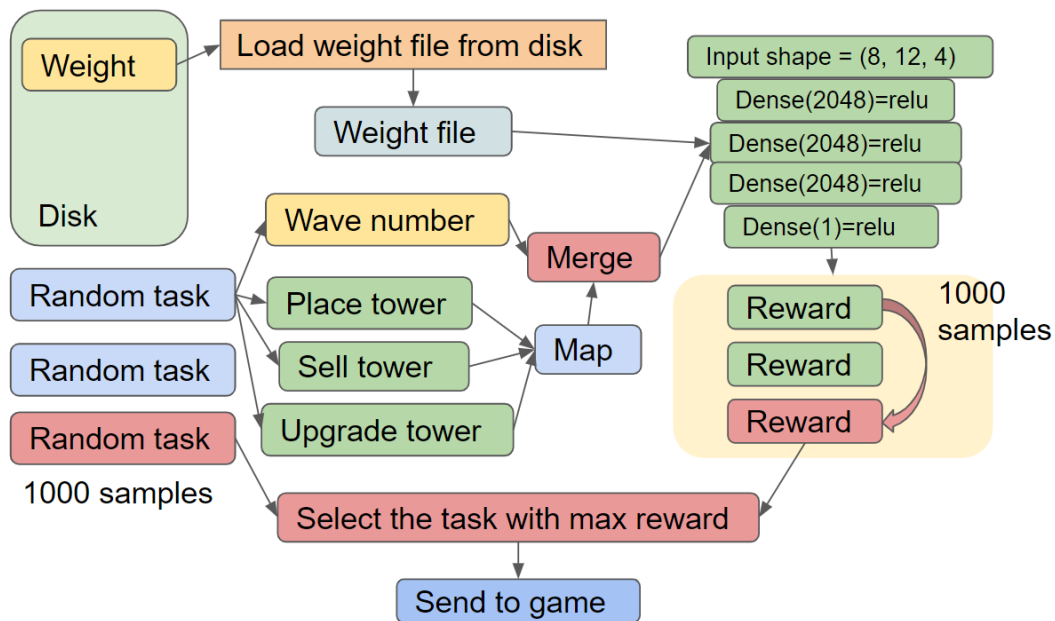 Weight
Disk
Load weight file from disk
Weight file
Input shape = (8, 12, 4)
Dense(2048)=relu
Dense(2048)=relu
Dense(2048)=relu
Dense(1)=relu
Random task
Random task
Random task
1000 samples
Wave number
Place tower
Sell tower
Upgrade tower
Merge
Map
Reward
Reward
Reward
1000
samples
Select the task with max reward
Send to game